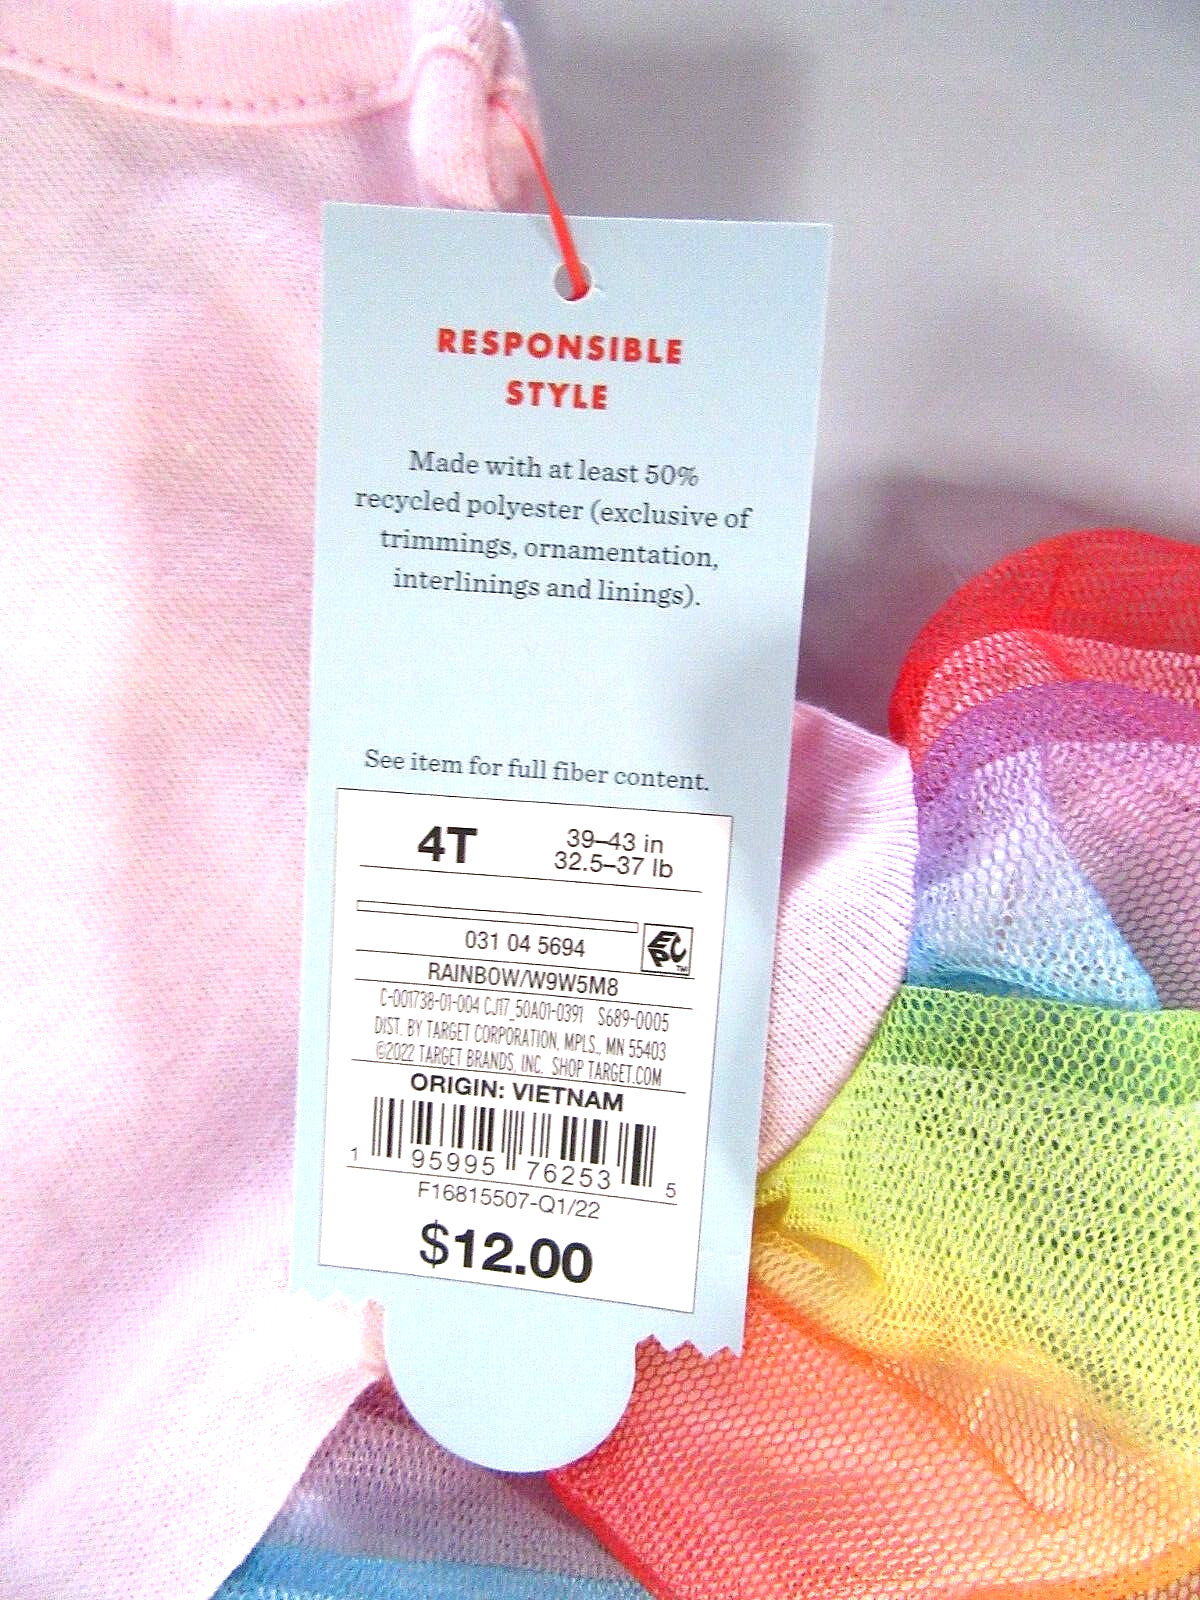 RESPONSIBLE
STYLE
Made with at least 50%
recycled polyester (exclusive of
trimmings, ornamentation,
interlinings and linings).
See item for full fiber content.
4T
39–43 in
32.5–37 lb
031 04 5694
EPC TM
RAINBOW/W9W5M8
C-001738-01-004 CJ17_50A01-0391 S689-0005
DIST. BY TARGET CORPORATION, MPLS., MN 55403
©2022 TARGET BRANDS, INC. SHOP TARGET.COM
ORIGIN: VIETNAM
1 95995 76253 5
F16815507-Q1/22
$12.00